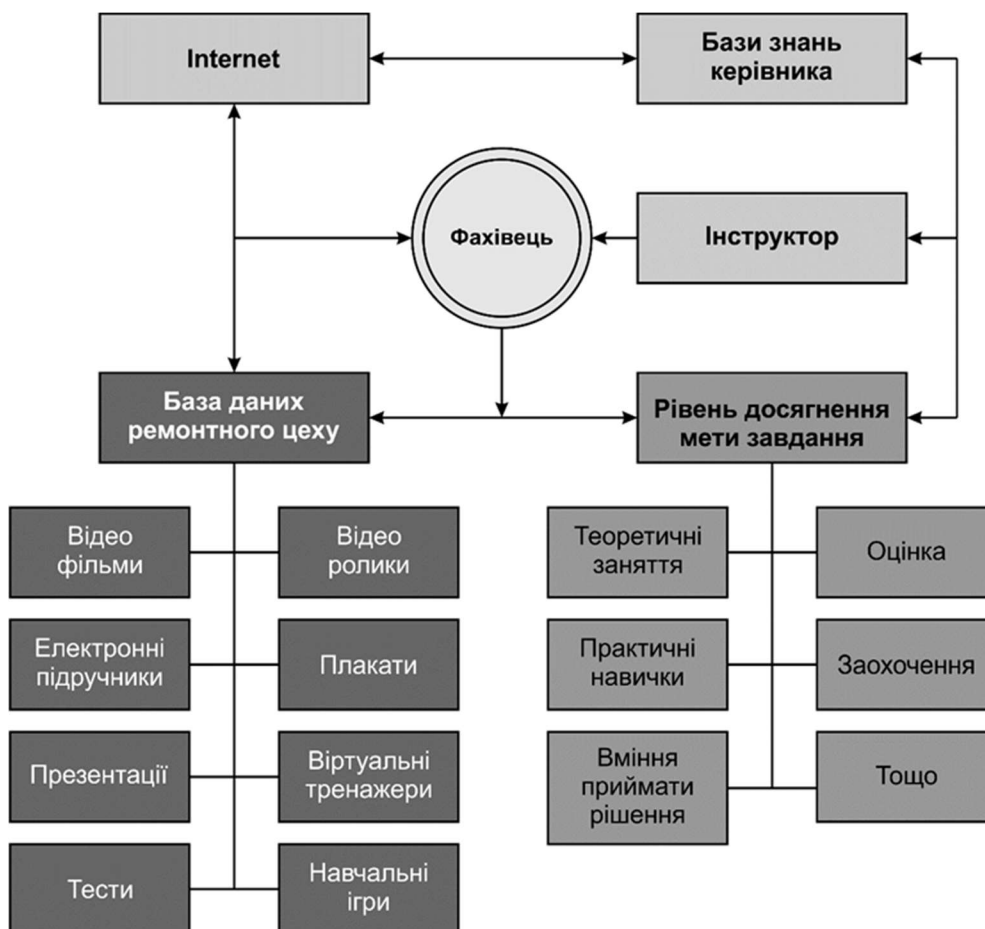 Internet
Бази знань
керівника
Фахівець
Інструктор
База даних
ремонтного цеху
Рівень досягнення
мети завдання
Відео
фільми
Відео
ролики
Теоретичні
заняття
Оцінка
Електронні
підручники
Плакати
Практичні
навички
Заохочення
Презентації
Віртуальні
тренажери
Вміння
приймати
рішення
Тощо
Тести
Навчальні
ігри